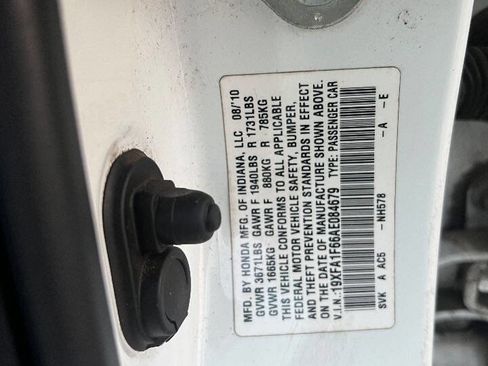 MFD. BY HONDA MFG. OF INDIANA, LLC 08/'10
GVWR 3671LBS GAWR F 1940LBS R 1731LBS
GVWR 1665KG GAWR F 880KG R 785KG
THIS VEHICLE CONFORMS TO ALL APPLICABLE
FEDERAL MOTOR VEHICLE SAFETY, BUMPER,
AND THEFT PREVENTION STANDARDS IN EFFECT
ON THE DATE OF MANUFACTURE SHOWN ABOVE.
V.I.N.: 19XFA1F66AE084679 TYPE: PASSENGER CAR
SVK A AC5 -NH578 -A -E